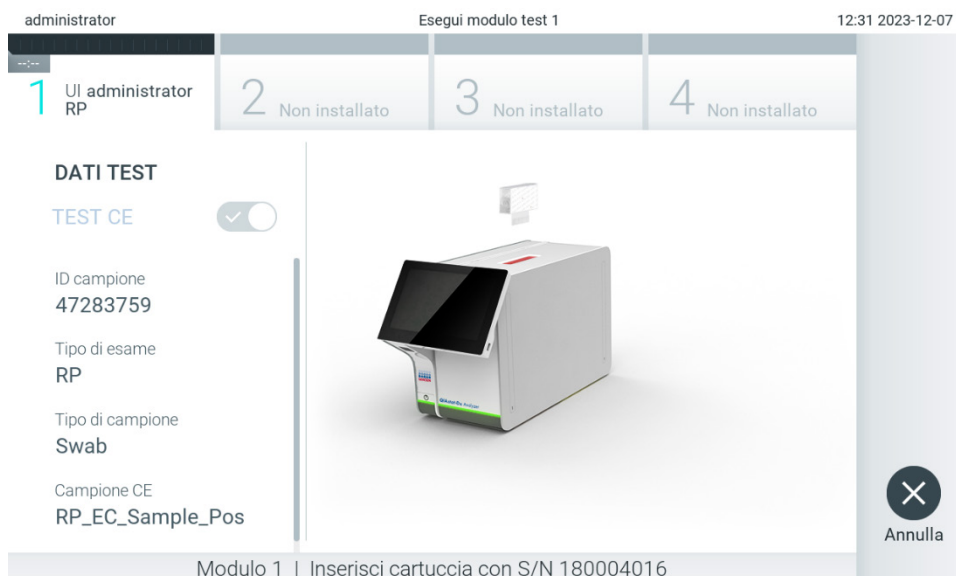 administrator
Esegui modulo test 1
12:31 2023-12-07
--:--
1 UI administrator
RP
2 Non installato
3 Non installato
4 Non installato
DATI TEST
TEST CE
ID campione
47283759
Tipo di esame
RP
Tipo di campione
Swab
Campione CE
RP_EC_Sample_Pos
Annulla
Modulo 1 | Inserisci cartuccia con S/N 180004016